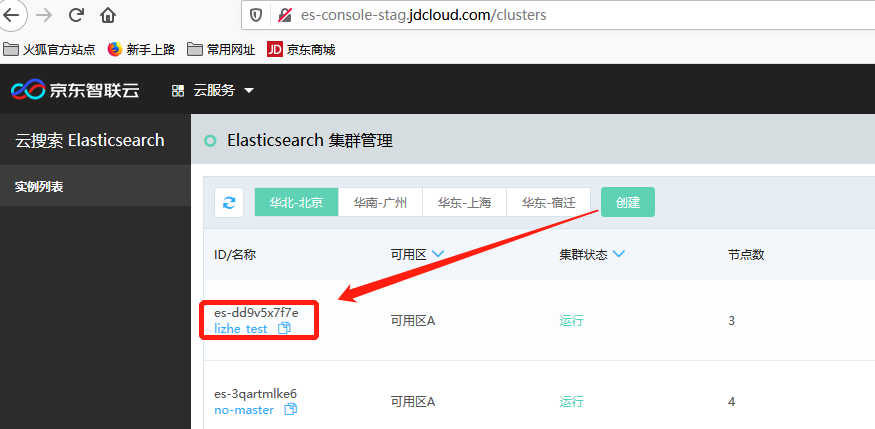 es-console-stag.jdcloud.com/clusters
火狐官方站点 新手上路 常用网址 JD 京东商城
京东智联云 云服务
云搜索 Elasticsearch
Elasticsearch 集群管理
实例列表
华北-北京 华南-广州 华东-上海 华东-宿迁 创建
ID/名称 可用区 集群状态 节点数
es-dd9v5x7f7e
lizhe_test
可用区A 运行 3
es-3qartmlke6
no-master
可用区A 运行 4